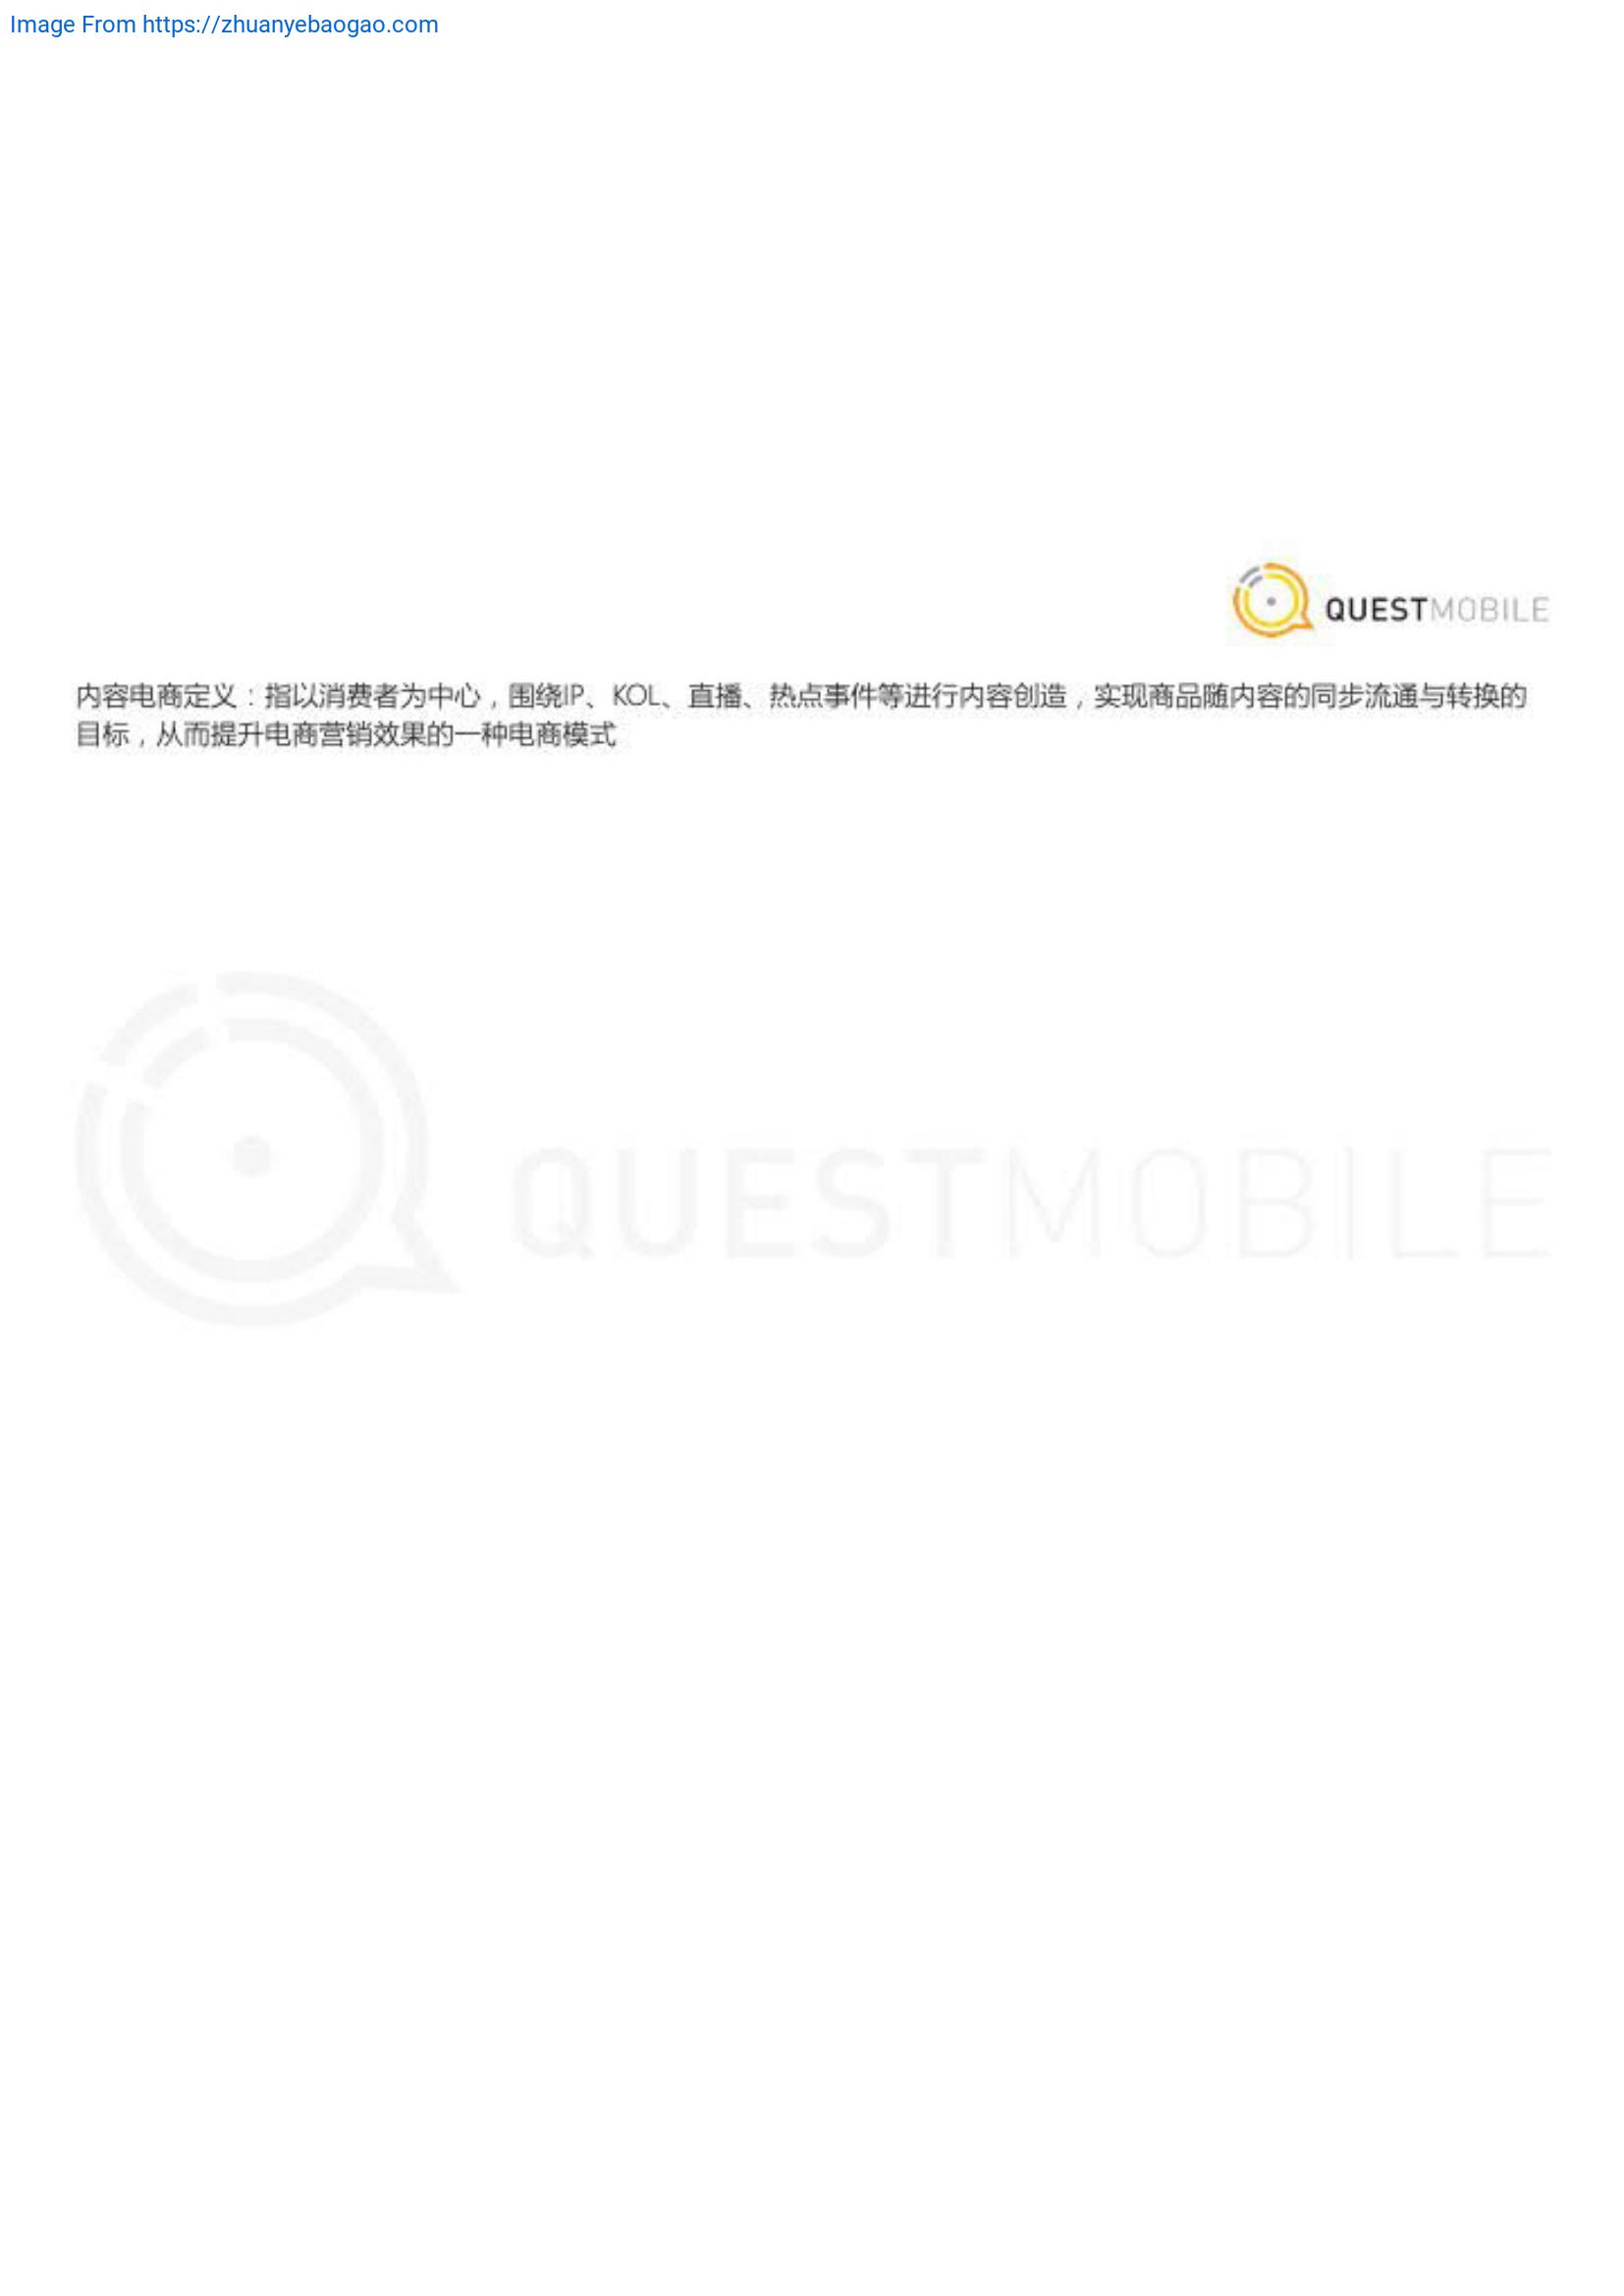 Image From https://zhuanyebaogao.com
QUESTMOBILE
内容电商定义：指以消费者为中心，围绕IP、KOL、直播、热点事件等进行内容创造，实现商品随内容的同步流通与转换的
目标，从而提升电商营销效果的一种电商模式
QUESTMOBILE